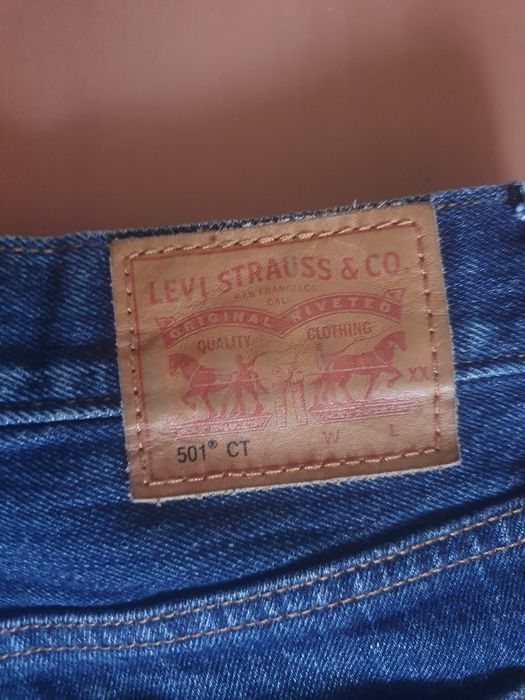 LEVI STRAUSS & CO.
SAN FRANCISCO
CAL
ORIGINAL RIVETED
QUALITY CLOTHING
XX
501® CT W L